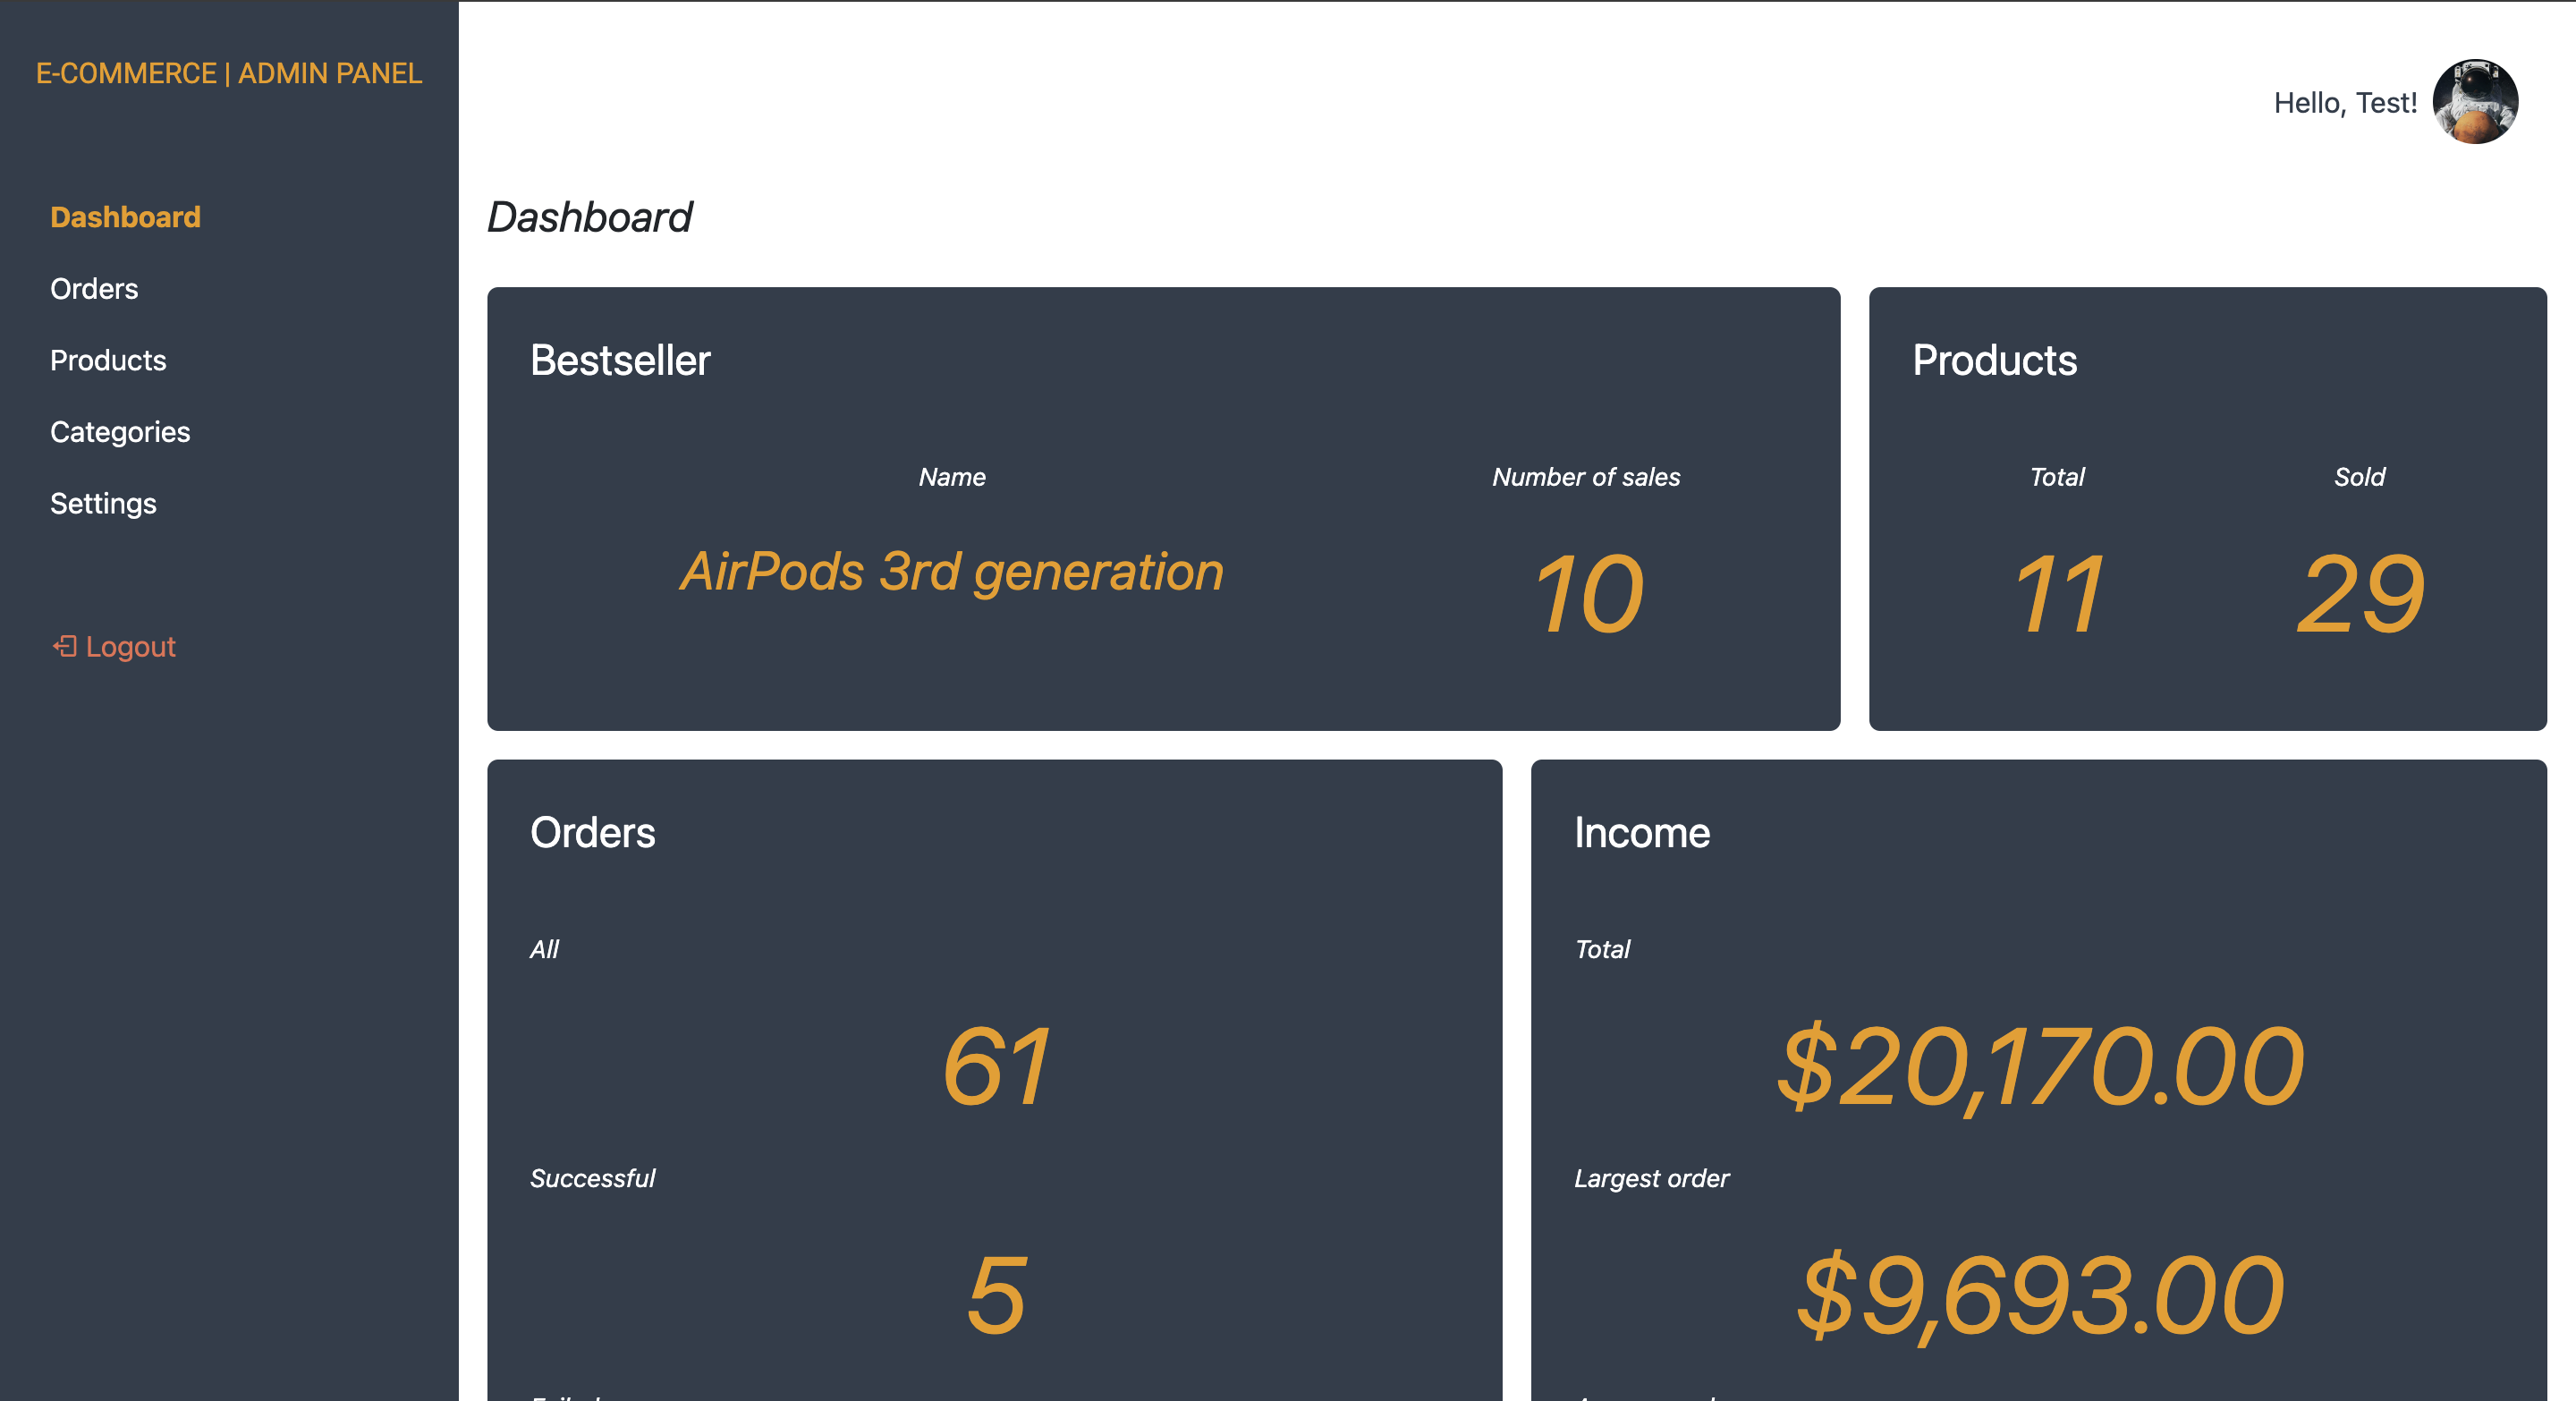 E-COMMERCE | ADMIN PANEL
Hello, Test!
Dashboard
Orders
Products
Categories
Settings
Logout
Dashboard
Bestseller
Name
Number of sales
AirPods 3rd generation
10
Products
Total
Sold
11
29
Orders
All
61
Successful
5
Income
Total
$20,170.00
Largest order
$9,693.00